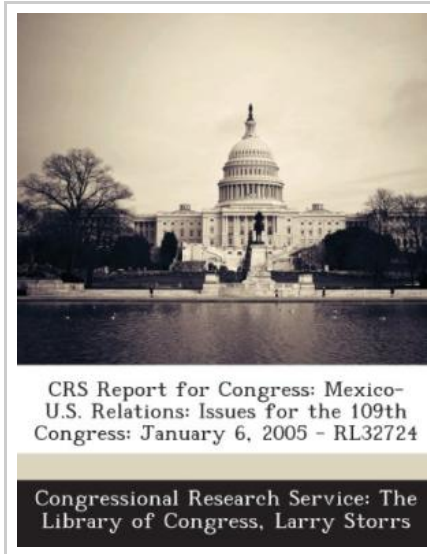 CRS Report for Congress: Mexico-
U.S. Relations: Issues for the 109th
Congress: January 6, 2005 - RL32724
Congressional Research Service: The
Library of Congress, Larry Storrs